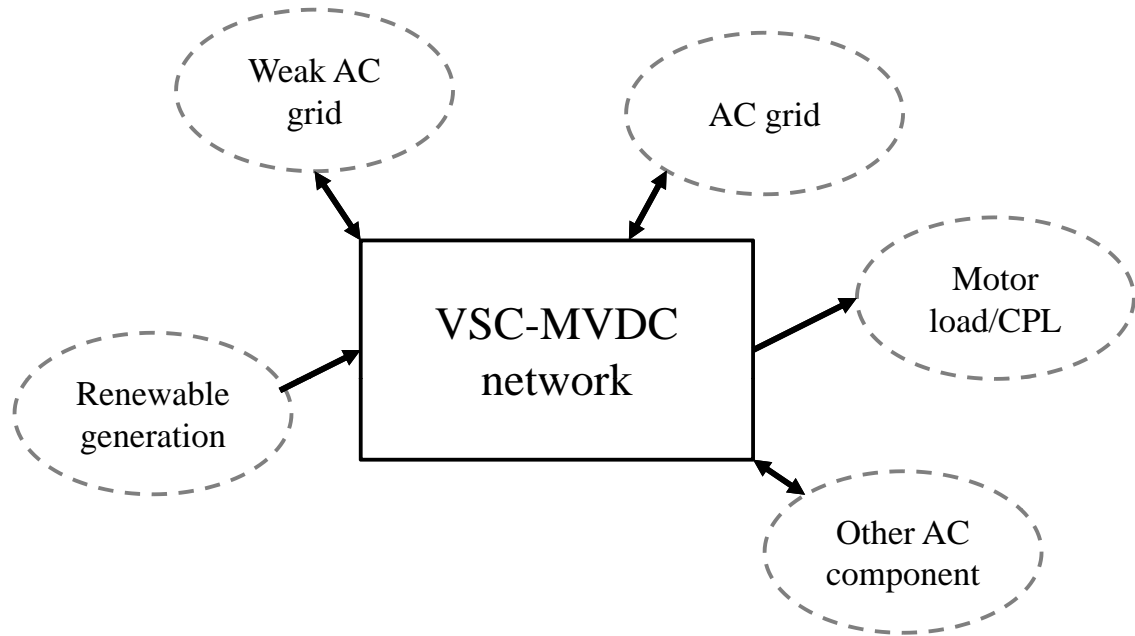 Weak AC
grid
AC grid
Motor
load/CPL
VSC-MVDC
network
Renewable
generation
Other AC
component